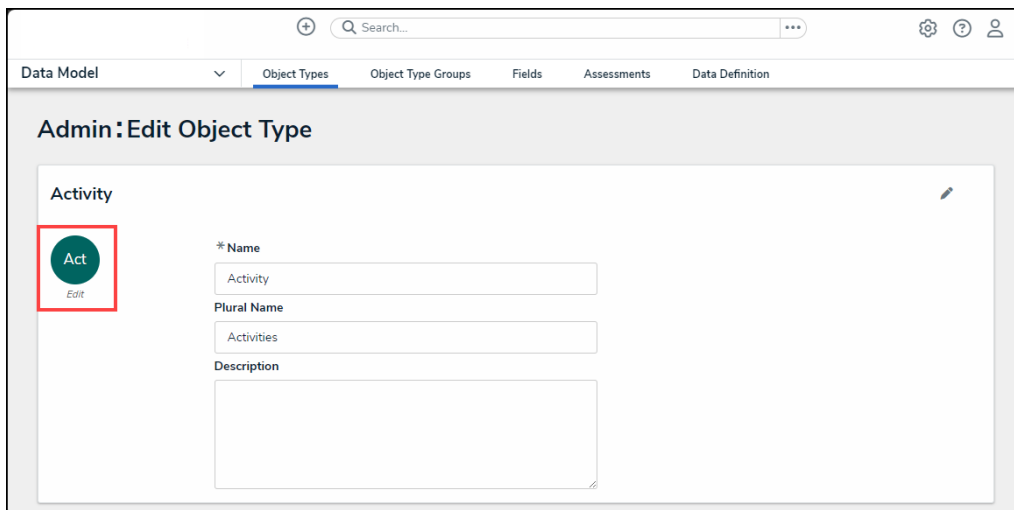 Search...
Data Model Object Types Object Type Groups Fields Assessments Data Definition
Admin:Edit Object Type
Activity
Act
Edit
*Name
Activity
Plural Name
Activities
Description